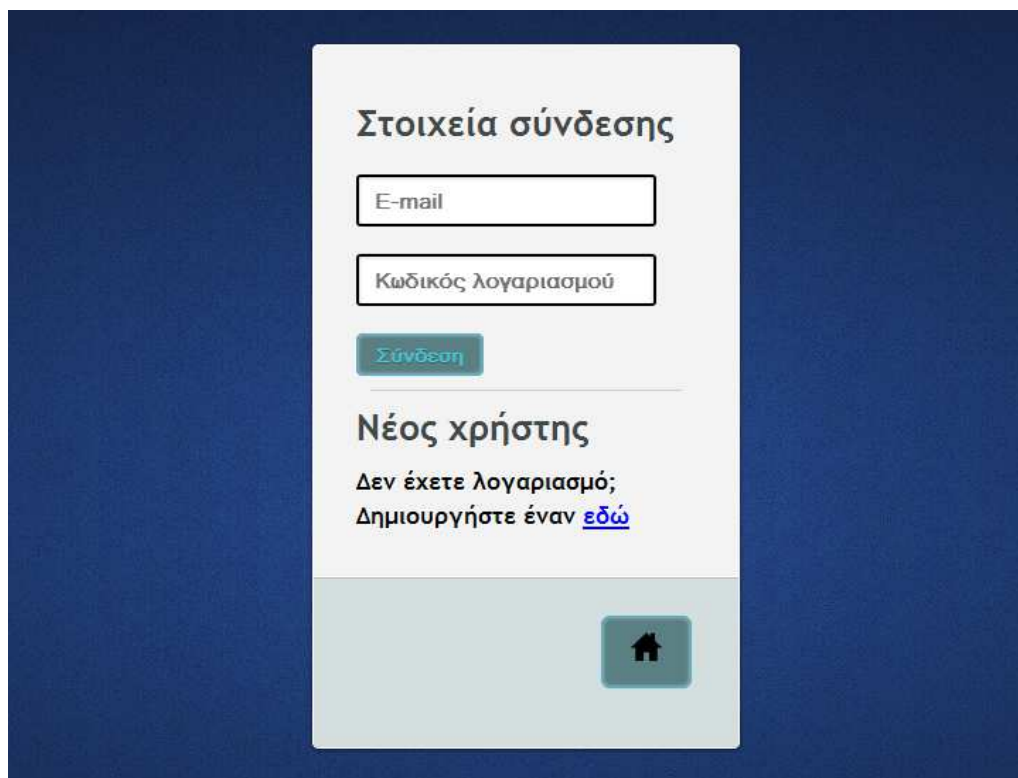 Στοιχεία σύνδεσης
E-mail
Κωδικός λογαριασμού
Σύνδεση
Νέος χρήστης
Δεν έχετε λογαριασμό;
Δημιουργήστε έναν εδώ